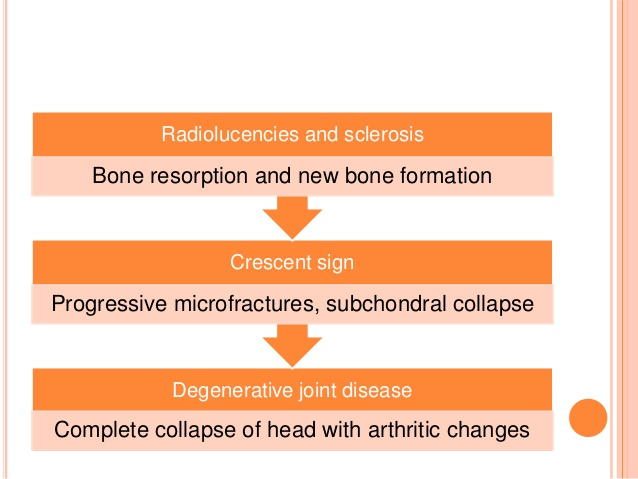 Radiolucencies and sclerosis
Bone resorption and new bone formation
Crescent sign
Progressive microfractures, subchondral collapse
Degenerative joint disease
Complete collapse of head with arthritic changes